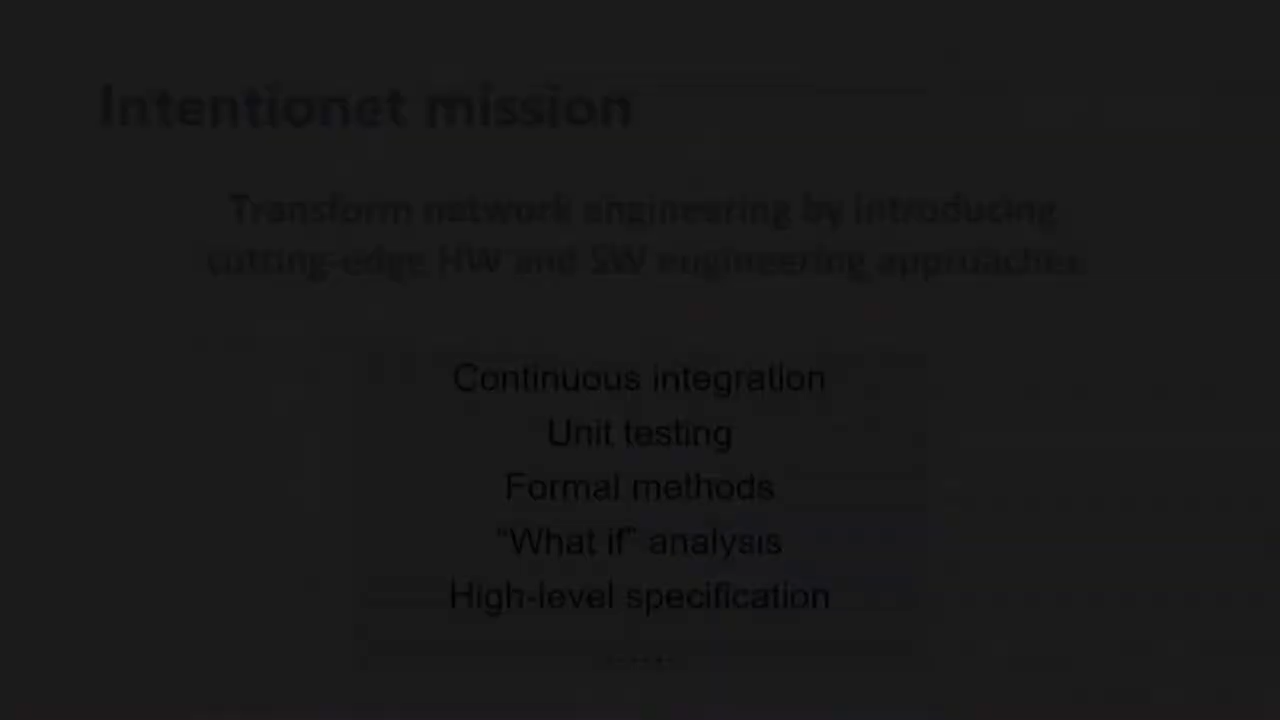 Intentionet mission
Transform network engineering by introducing
cutting-edge HW and SW engineering approaches
Continuous integration
Unit testing
Formal methods
“What if” analysis
High-level specification
……